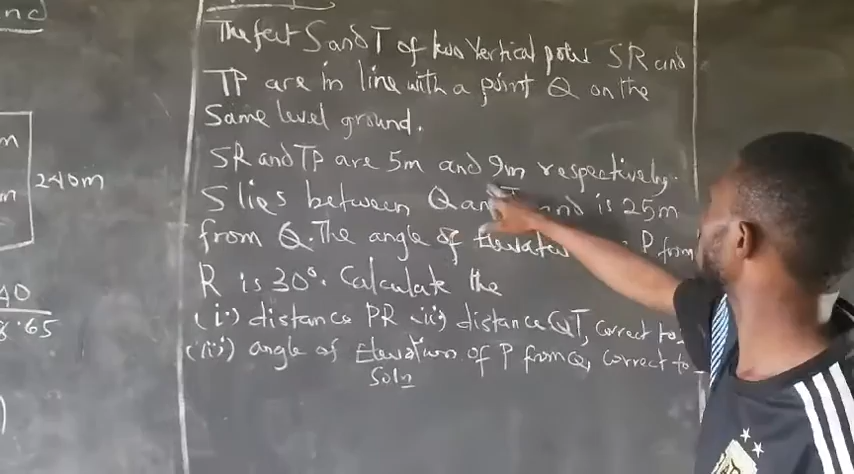 nc
m
240m
m
40
8.65
)
The feet S and T of two Vertical poles SR and
TP are in line with a point Q on the
Same level ground.
SR and TP are 5m and 9m respectively.
S lies between Q an T and is 25m
from Q. The angle of Elevation P from
R is 30°. Calculate the
(i) distance PR (ii) distance QT, correct to
(iii) angle of Elevation of P from Q, correct to
Soln